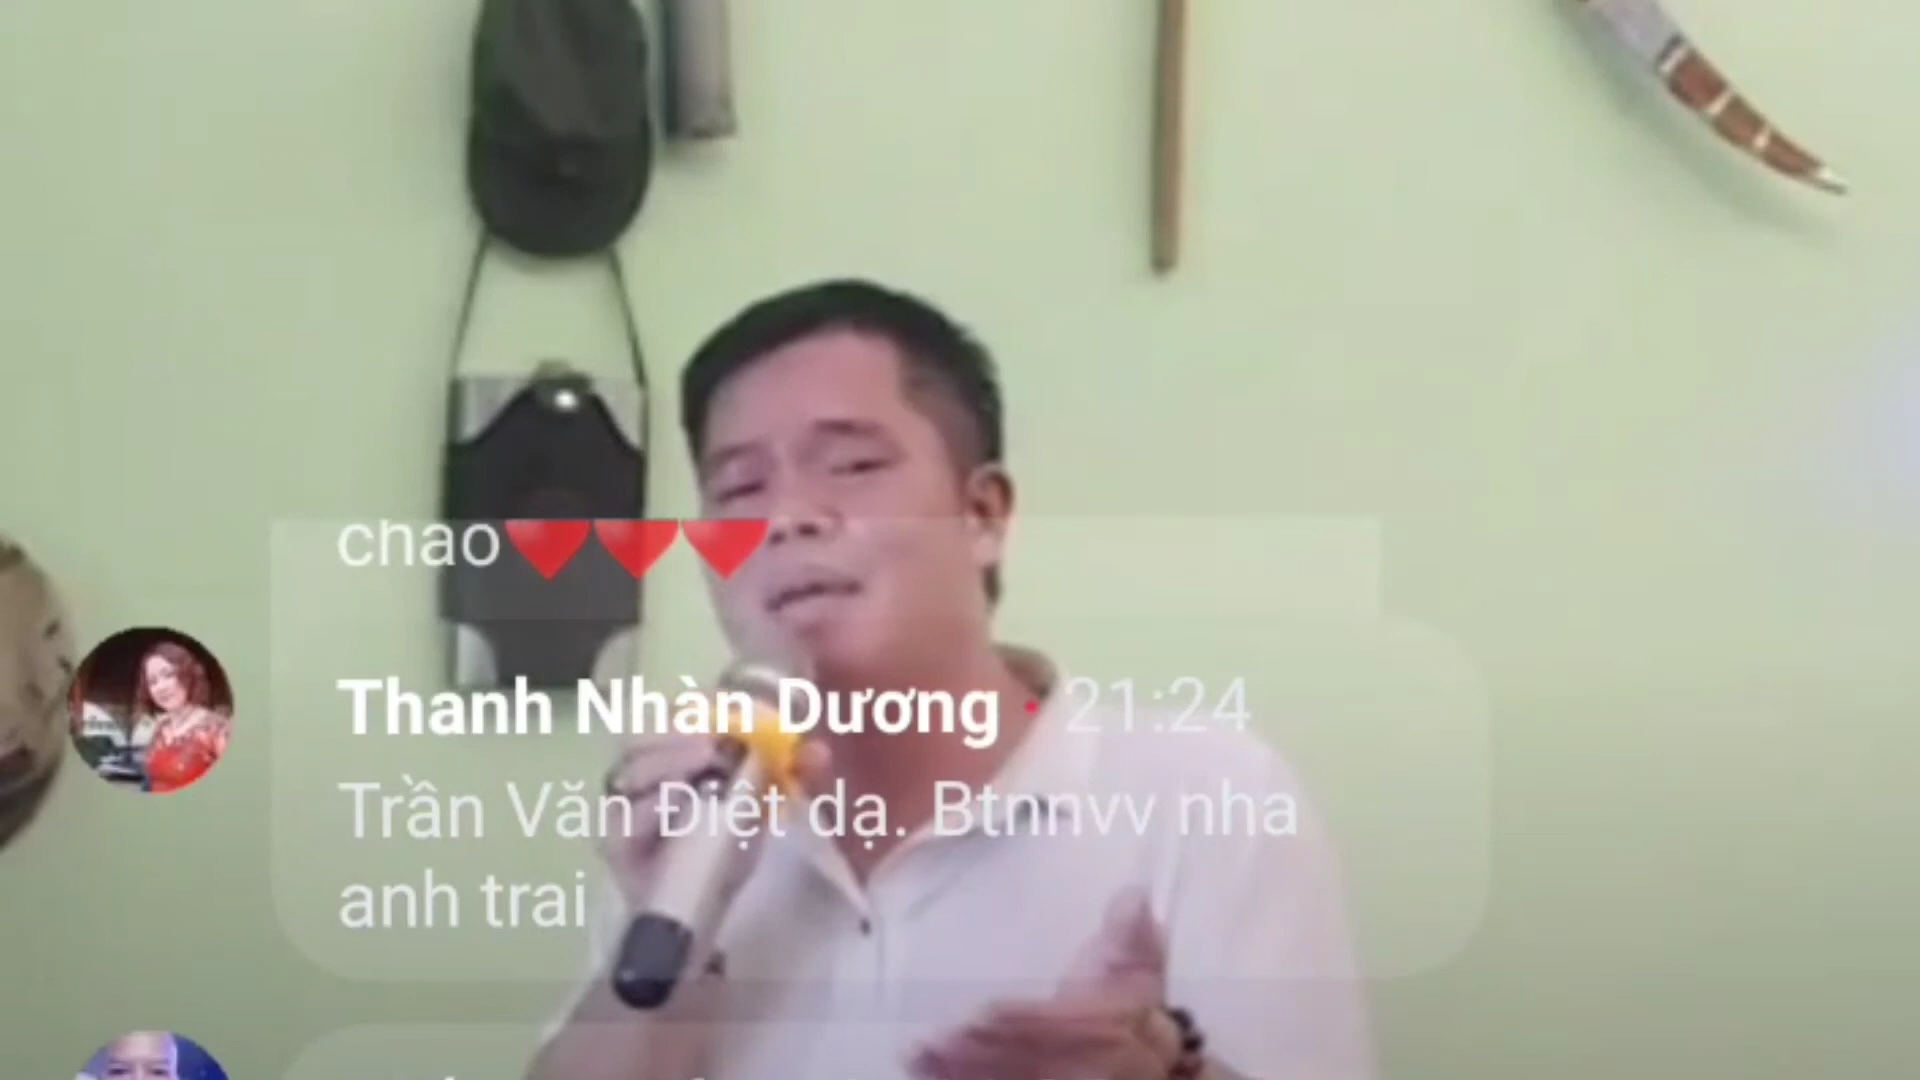 chao❤️❤️❤️
Thanh Nhàn Dương • 21:24
Trần Văn Điệt dạ. Btnnvv nha
anh trai